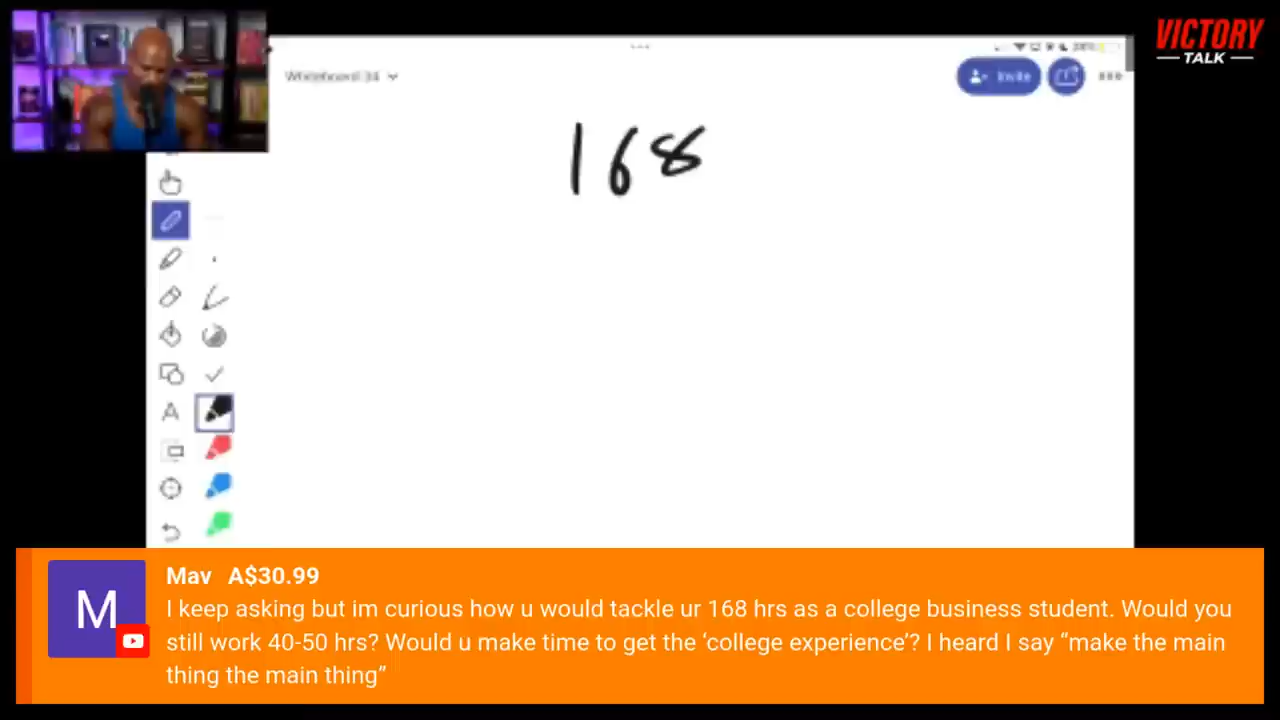 VICTORY
TALK
Whiteboard 34
Invite
168
A
M
Mav A$30.99
I keep asking but im curious how u would tackle ur 168 hrs as a college business student. Would you
still work 40-50 hrs? Would u make time to get the ‘college experience’? I heard I say “make the main
thing the main thing”